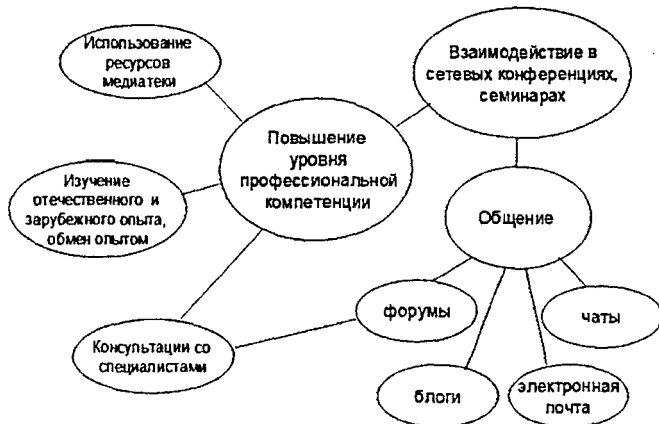 Использование
ресурсов
медиатеки
Взаимодействие в
сетевых конференциях,
семинарах
Повышение
уровня
профессиональной
компетенции
Изучение
отечественного и
зарубежного опыта,
обмен опытом
Общение
форумы
чаты
Консультации со
специалистами
блоги
электронная
почта